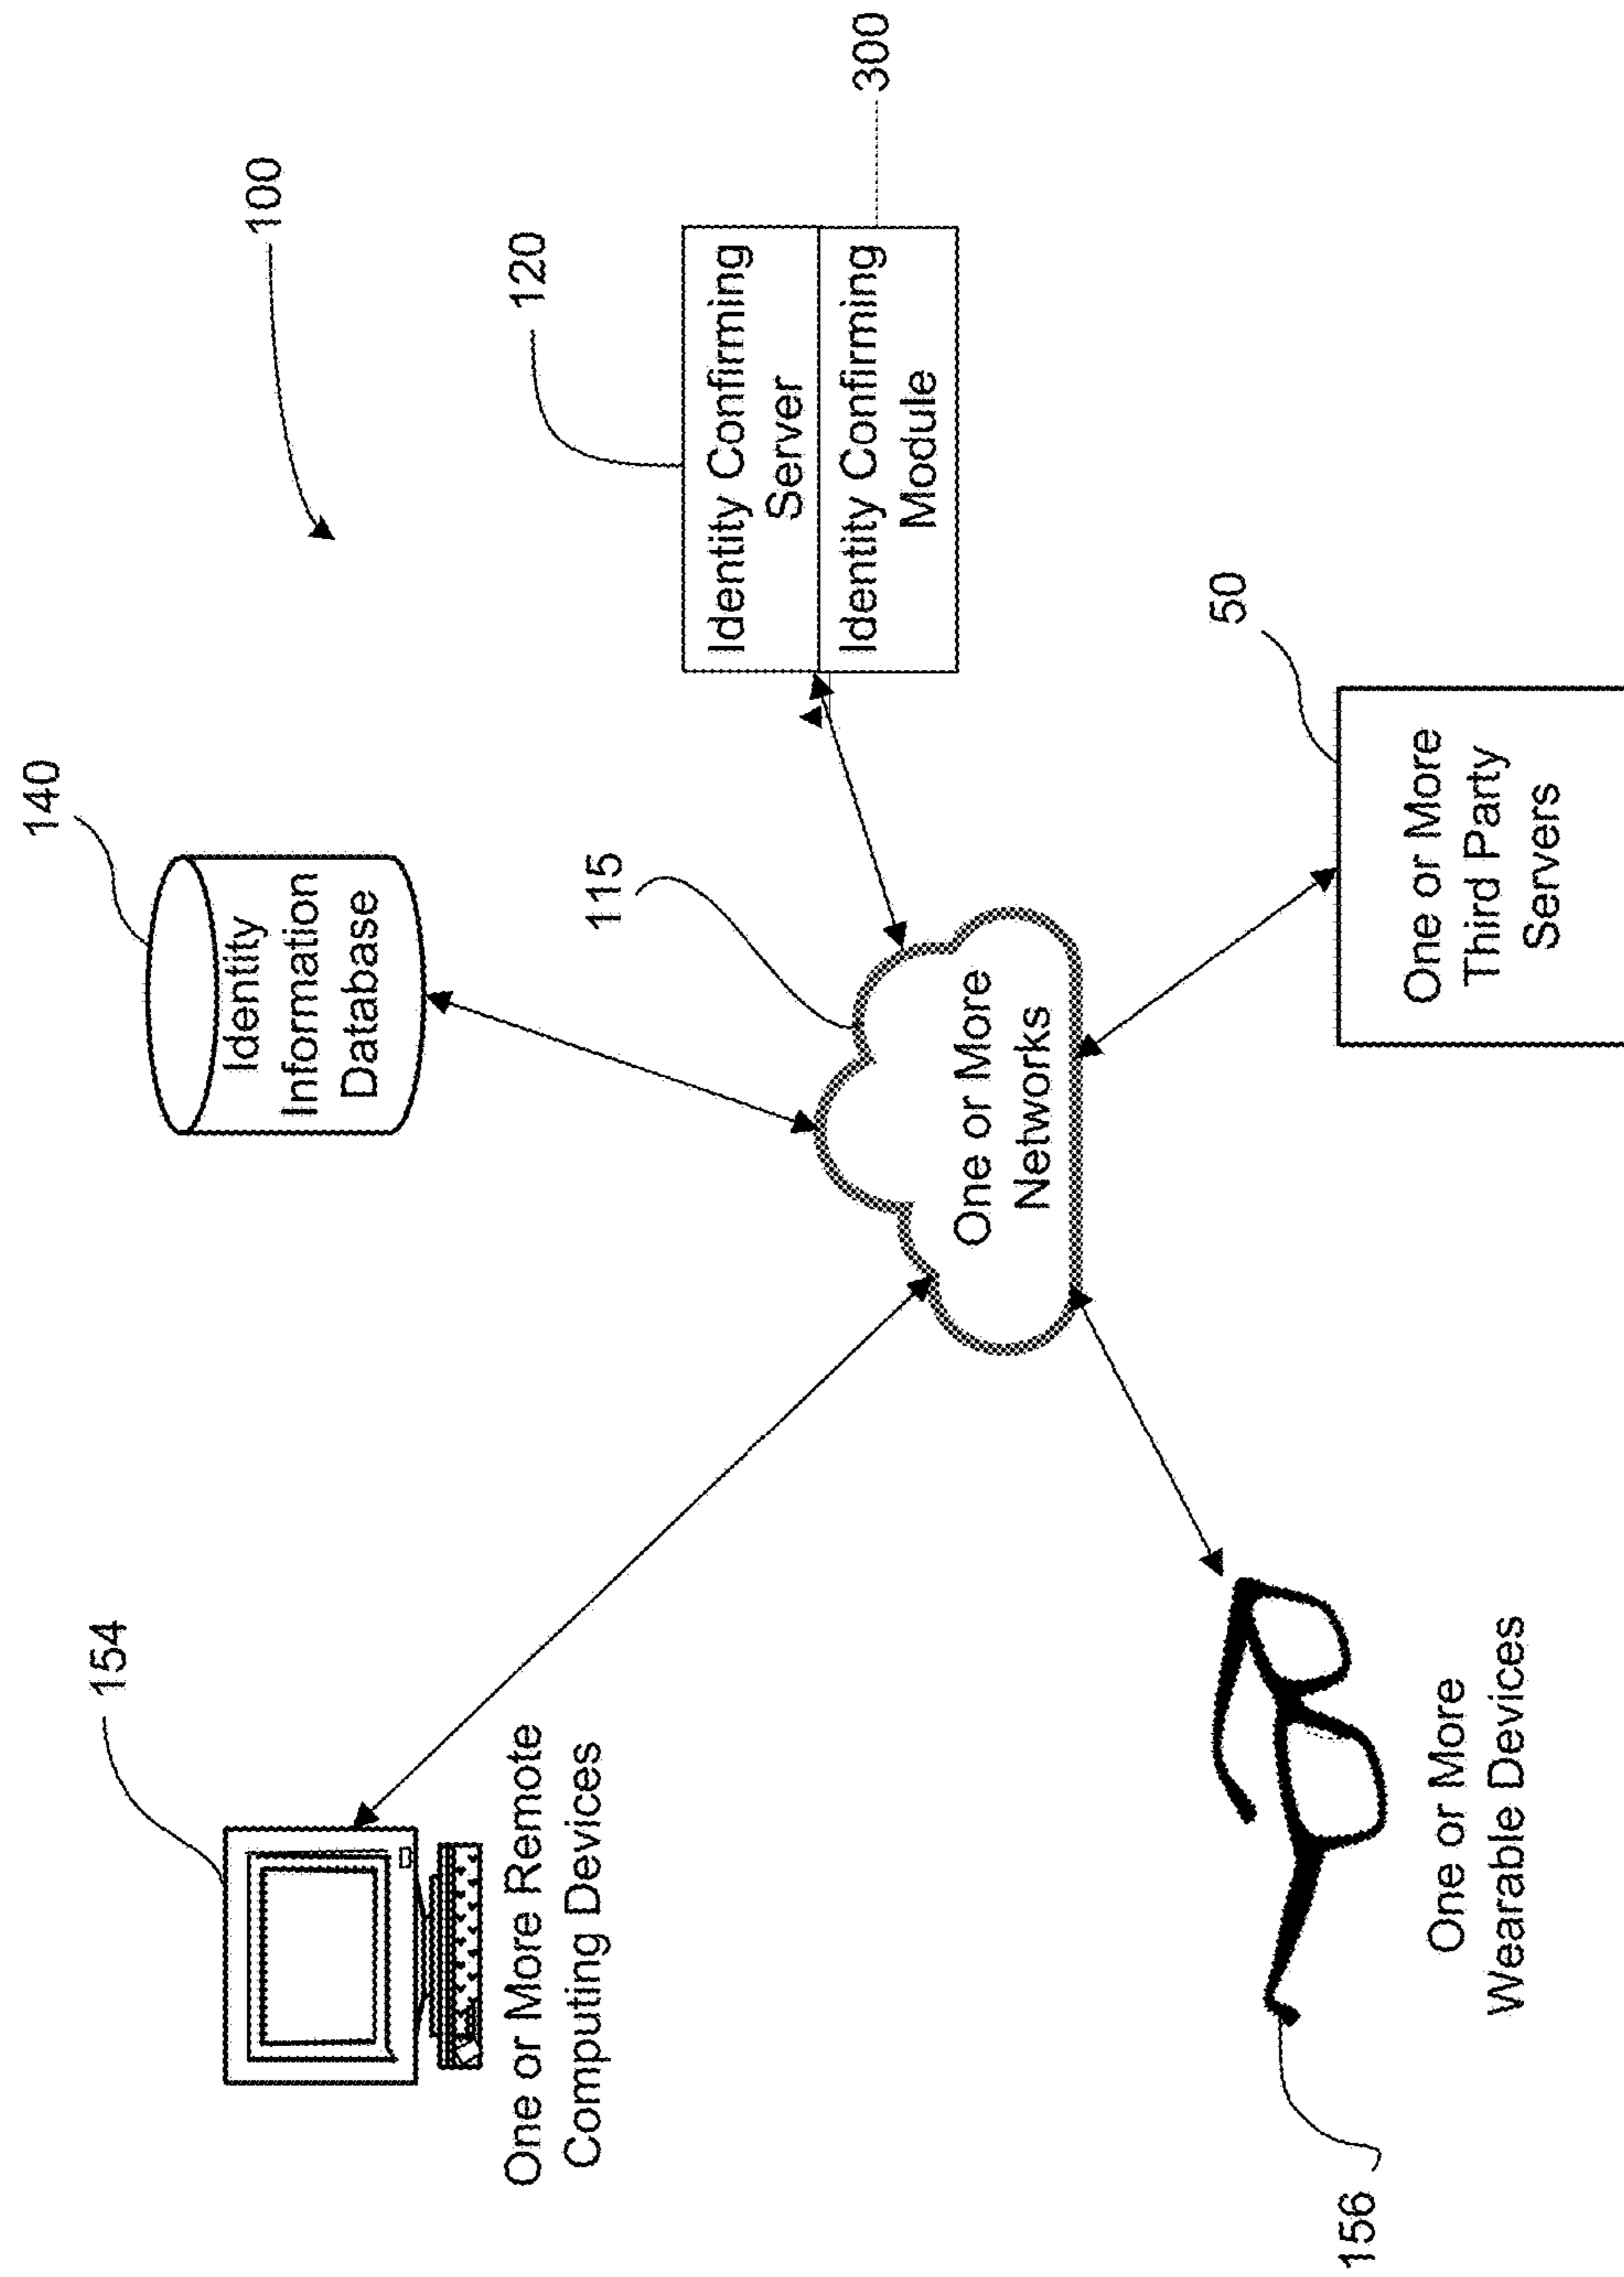 100
140
Identity
Information
Database
154
One or More Remote
Computing Devices
120
Identity Confirming
Server
Identity Confirming
Module
300
115
One or More
Networks
50
One or More
Third Party
Servers
One or More
Wearable Devices
156